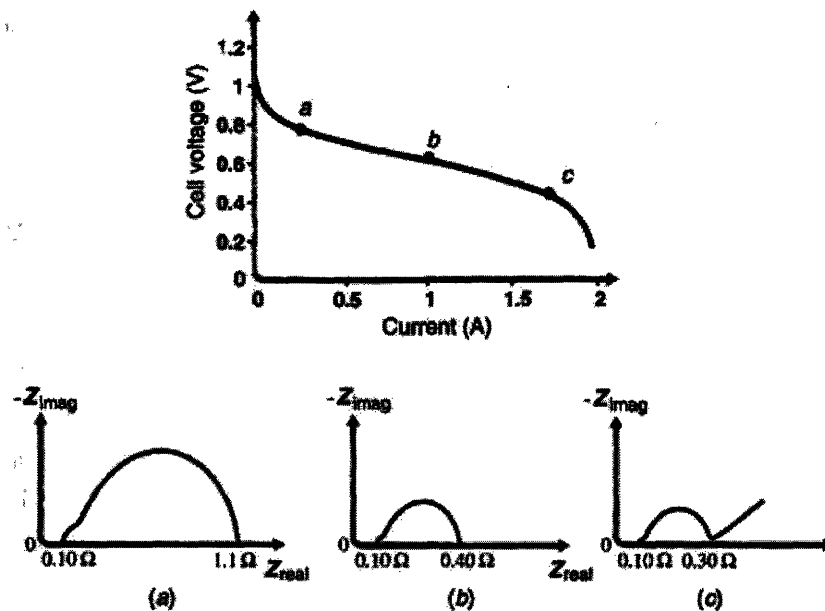 1.2
1
0.8
0.6
0.4
0.2
0
Cell voltage (V)
a
b
c
0 0.5 1 1.5 2
Current (A)
-Zimag
0
0.10 Ω 1.1 Ω Zreal
(a)
-Zimag
0
0.10 Ω 0.40 Ω Zreal
(b)
-Zimag
0
0.10 Ω 0.30 Ω
(c)